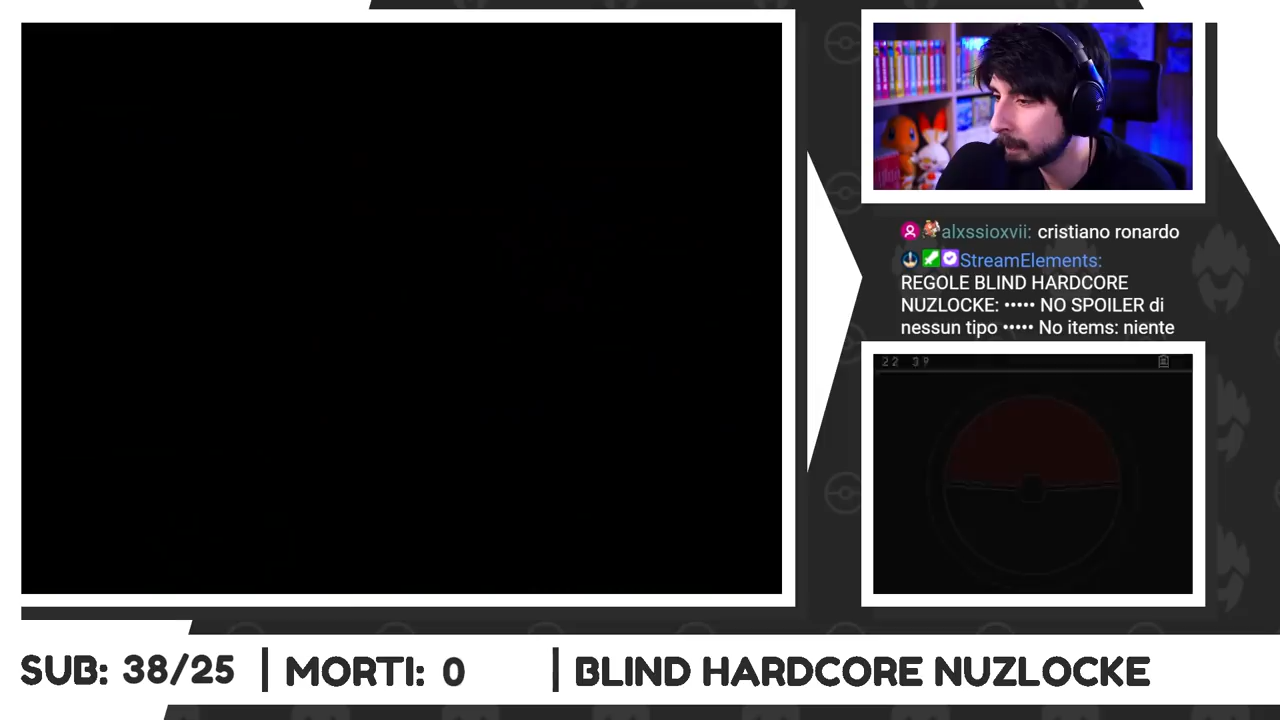 alxssioxvii: cristiano ronardo
StreamElements:
REGOLE BLIND HARDCORE
NUZLOCKE: ••••• NO SPOILER di
nessun tipo ••••• No items: niente
22 39
SUB: 38/25 | MORTI: 0 | BLIND HARDCORE NUZLOCKE